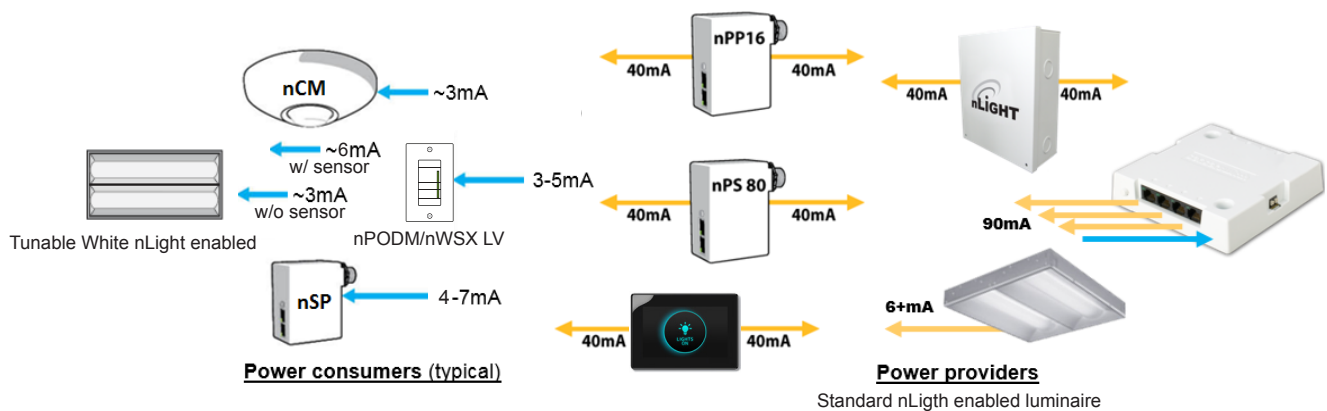 nCM
~3mA
~6mA
w/ sensor
~3mA
w/o sensor
Tunable White nLight enabled
3-5mA
nPODM/nWSX LV
nSP
4-7mA
Power consumers (typical)
nPP16
40mA
40mA
nPS 80
40mA
40mA
LIGHTS
ON
40mA
40mA
nLIGHT
40mA
40mA
90mA
6+mA
Power providers
Standard nLigth enabled luminaire